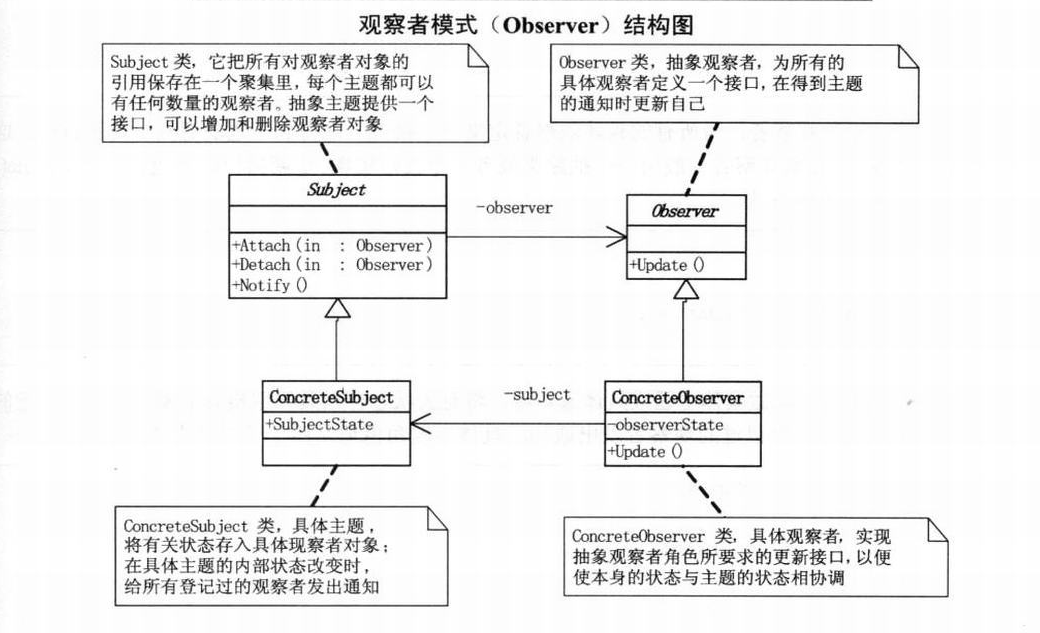 观察者模式（Observer）结构图
Subject 类，它把所有对观察者对象的
引用保存在一个聚集里，每个主题都可以
有任何数量的观察者。抽象主题提供一个
接口，可以增加和删除观察者对象
Observer 类，抽象观察者，为所有的
具体观察者定义一个接口，在得到主题
的通知时更新自己
Subject
+Attach(in : Observer)
+Detach(in : Observer)
+Notify()
-observer
Observer
+Update()
ConcreteSubject
+SubjectState
-subject
ConcreteObserver
-observerState
+Update()
ConcreteSubject 类，具体主题，
将有关状态存入具体现察者对象；
在具体主题的内部状态改变时，
给所有登记过的观察者发出通知
ConcreteObserver 类，具体观察者，实现
抽象观察者角色所要求的更新接口，以便
使本身的状态与主题的状态相协调